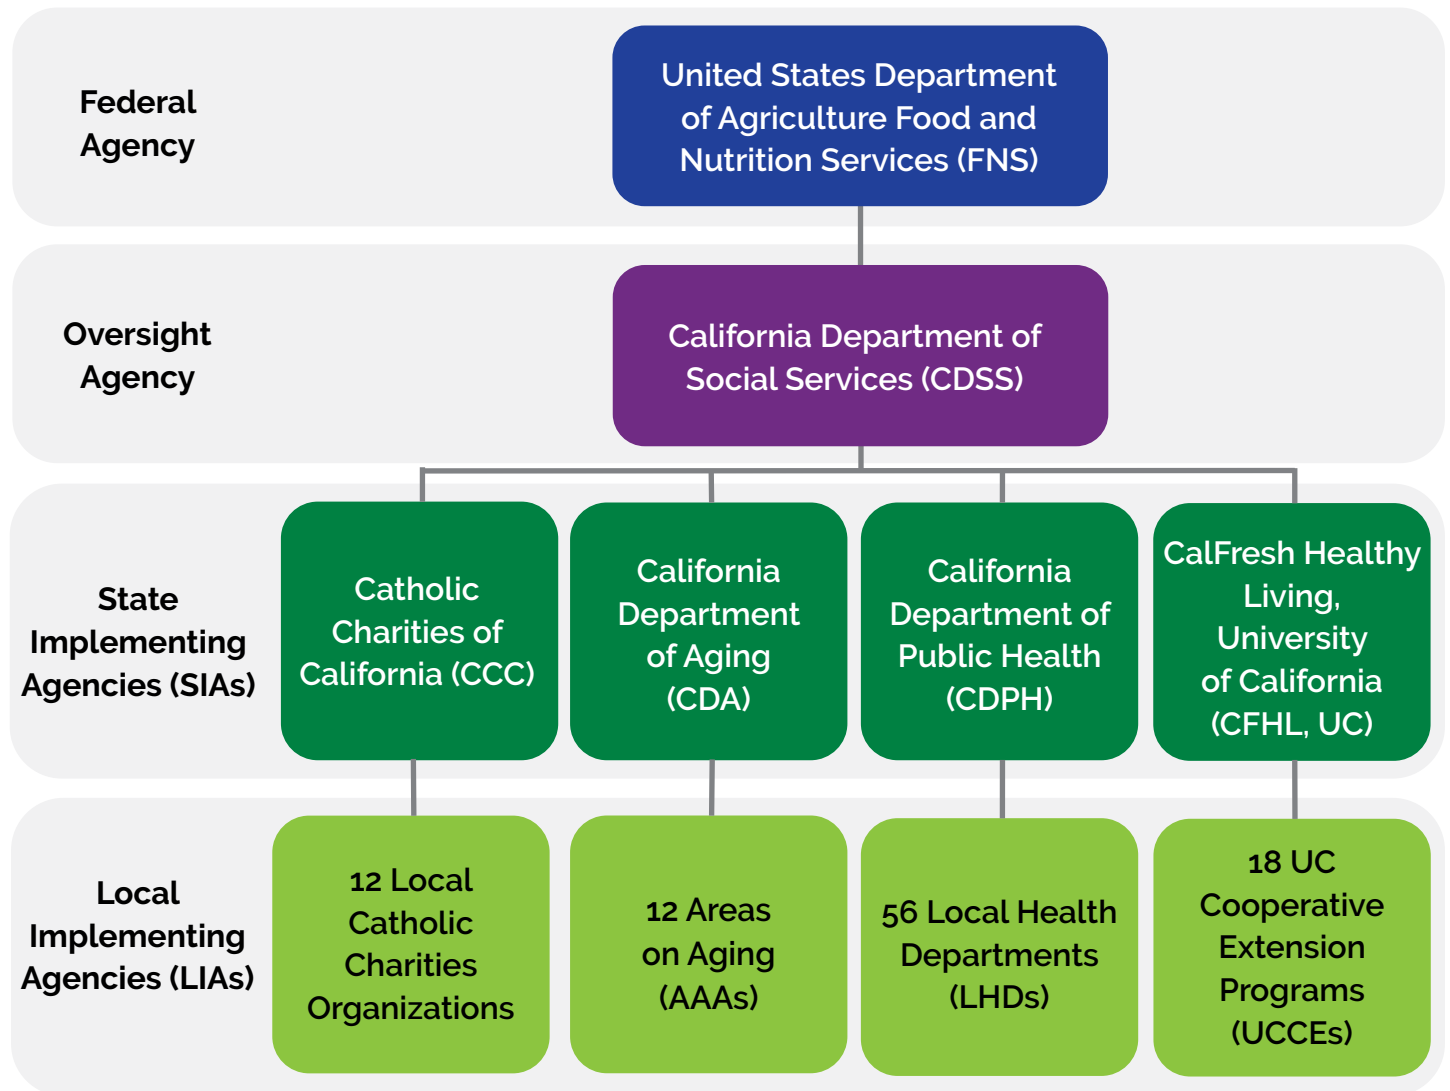 Federal
Agency
United States Department
of Agriculture Food and
Nutrition Services (FNS)
Oversight
Agency
California Department of
Social Services (CDSS)
State
Implementing
Agencies (SIAs)
Catholic
Charities of
California (CCC)
California
Department
of Aging
(CDA)
California
Department of
Public Health
(CDPH)
CalFresh Healthy
Living,
University
of California
(CFHL, UC)
Local
Implementing
Agencies (LIAs)
12 Local
Catholic
Charities
Organizations
12 Areas
on Aging
(AAAs)
56 Local Health
Departments
(LHDs)
18 UC
Cooperative
Extension
Programs
(UCCEs)